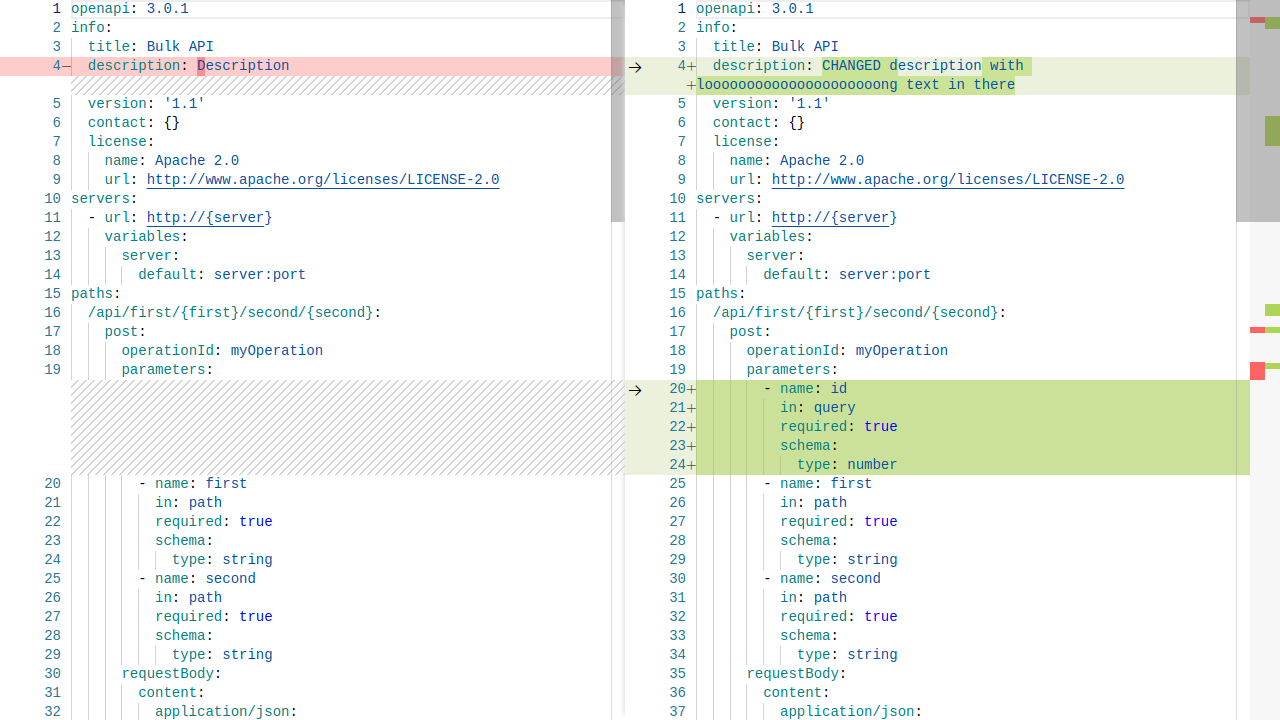 1 openapi: 3.0.1
2 info:
3 title: Bulk API
4– description: Description
5 version: '1.1'
6 contact: {}
7 license:
8 name: Apache 2.0
9 url: http://www.apache.org/licenses/LICENSE-2.0
10 servers:
11 - url: http://{server}
12 variables:
13 server:
14 default: server:port
15 paths:
16 /api/first/{first}/second/{second}:
17 post:
18 operationId: myOperation
19 parameters:
20 - name: first
21 in: path
22 required: true
23 schema:
24 type: string
25 - name: second
26 in: path
27 required: true
28 schema:
29 type: string
30 requestBody:
31 content:
32 application/json:
1 openapi: 3.0.1
2 info:
3 title: Bulk API
→ 4+ description: CHANGED description with
+looooooooooooooooooooong text in there
5 version: '1.1'
6 contact: {}
7 license:
8 name: Apache 2.0
9 url: http://www.apache.org/licenses/LICENSE-2.0
10 servers:
11 - url: http://{server}
12 variables:
13 server:
14 default: server:port
15 paths:
16 /api/first/{first}/second/{second}:
17 post:
18 operationId: myOperation
19 parameters:
→ 20+ - name: id
21+ in: query
22+ required: true
23+ schema:
24+ type: number
25 - name: first
26 in: path
27 required: true
28 schema:
29 type: string
30 - name: second
31 in: path
32 required: true
33 schema:
34 type: string
35 requestBody:
36 content:
37 application/json: